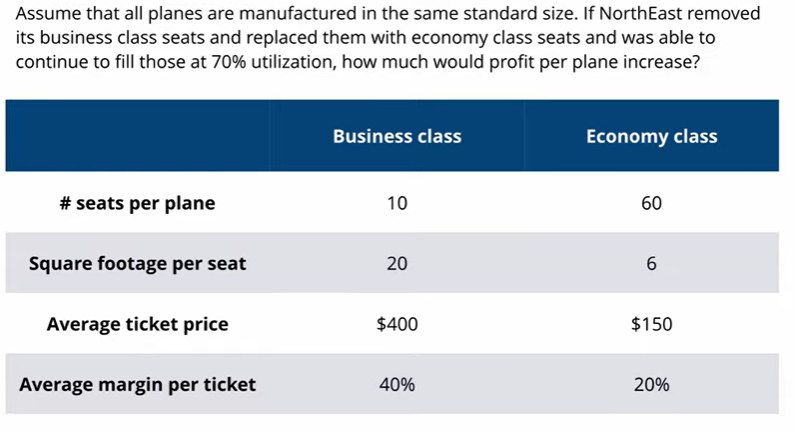 Assume that all planes are manufactured in the same standard size. If NorthEast removed
its business class seats and replaced them with economy class seats and was able to
continue to fill those at 70% utilization, how much would profit per plane increase?
Business class Economy class
# seats per plane 10 60
Square footage per seat 20 6
Average ticket price $400 $150
Average margin per ticket 40% 20%